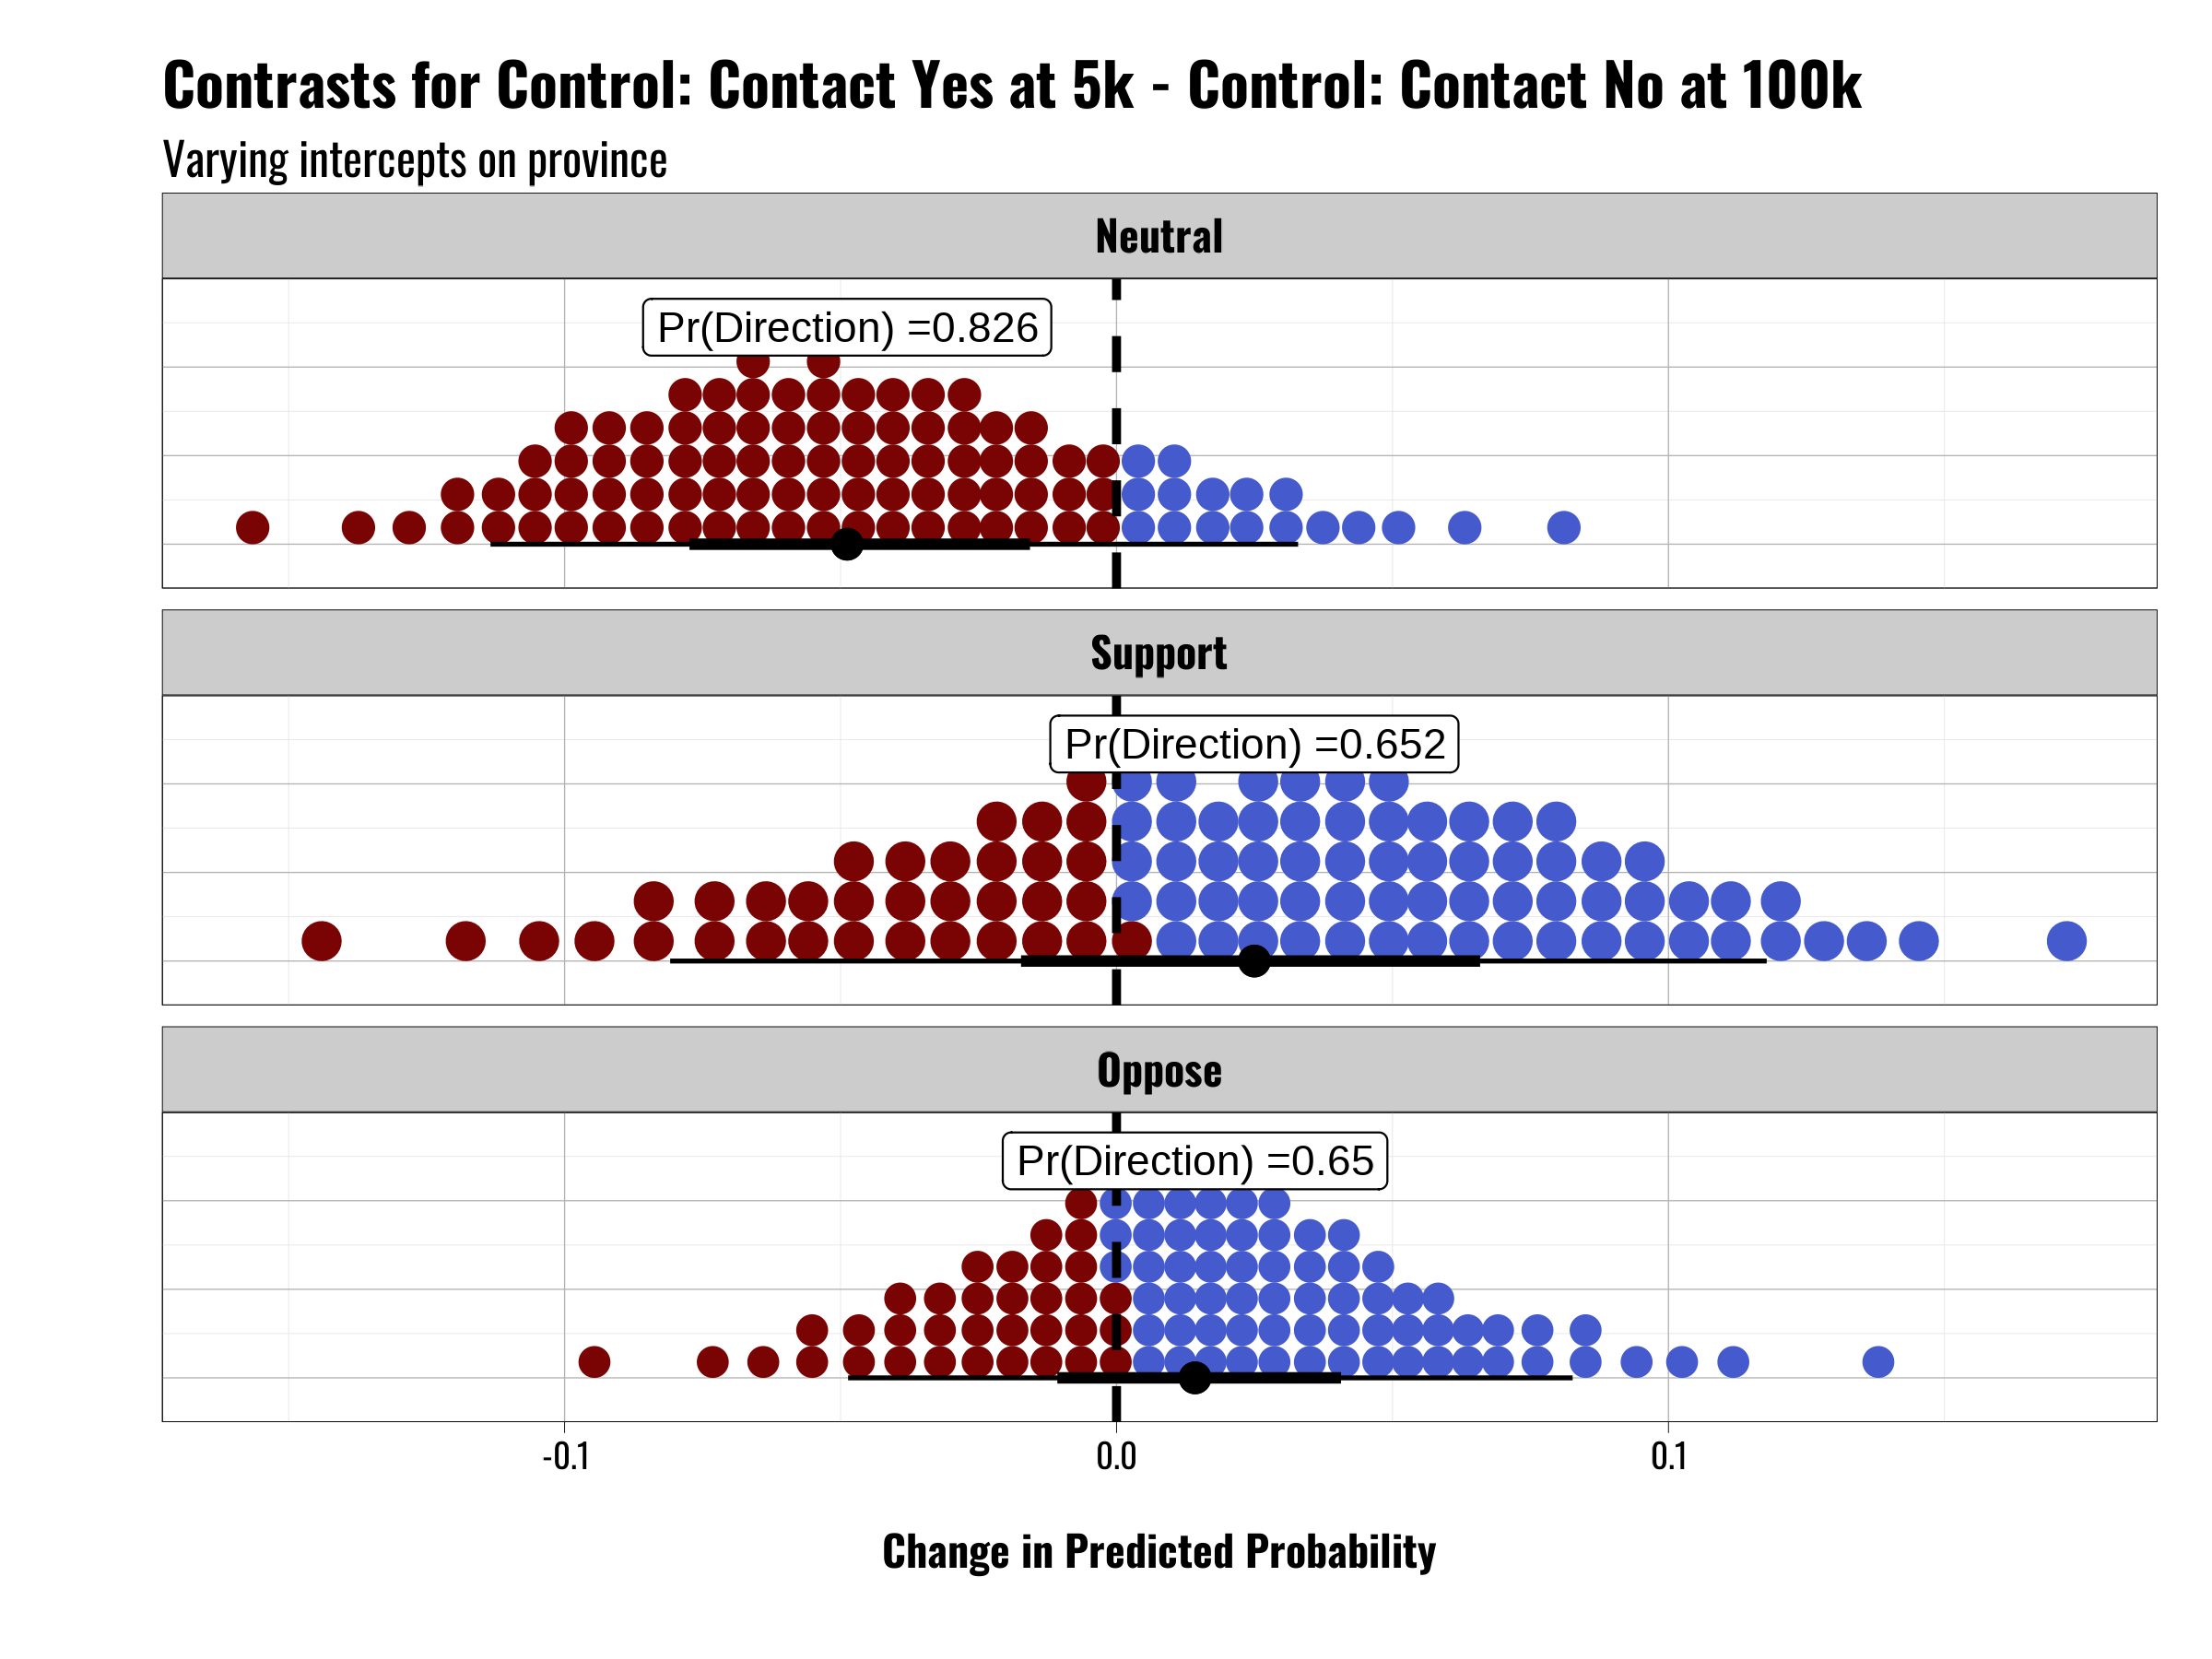 Contrasts for Control: Contact Yes at 5k - Control: Contact No at 100k
Varying intercepts on province
Neutral
Pr(Direction) =0.826
Support
Pr(Direction) =0.652
Oppose
Pr(Direction) =0.65
-0.1 0.0 0.1
Change in Predicted Probability